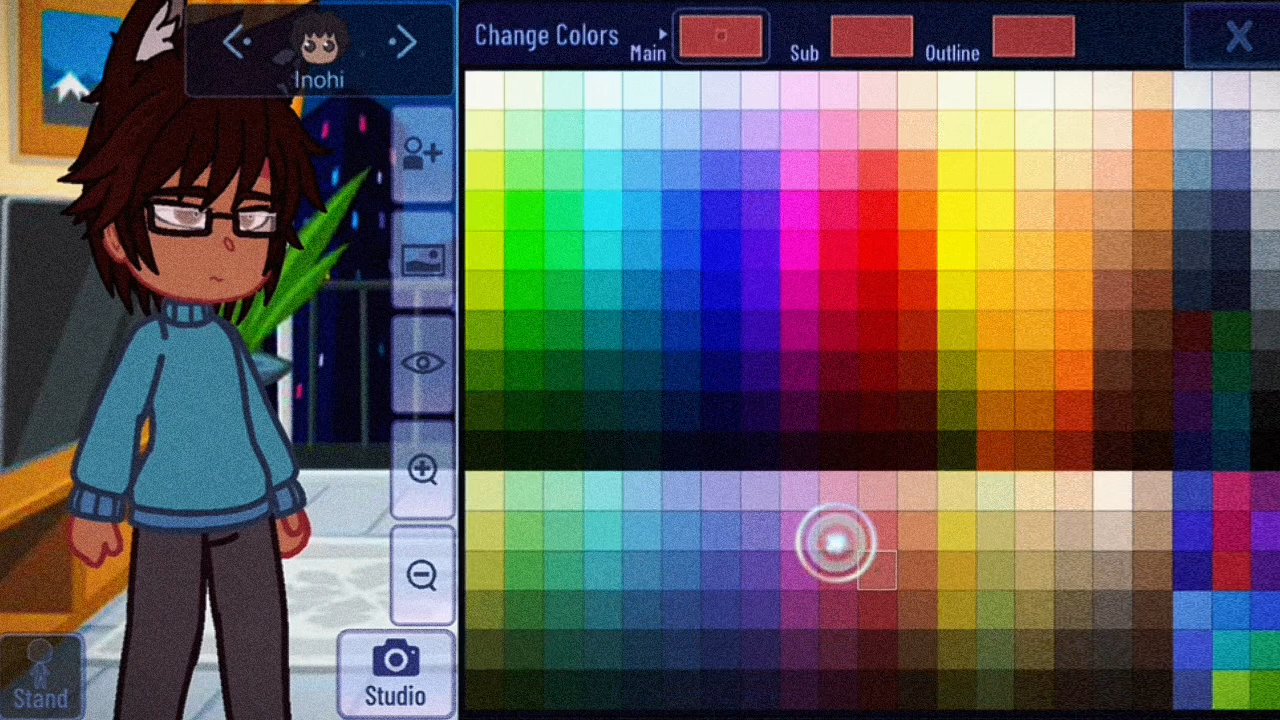 Inohi
Change Colors
Main
Sub
Outline
X
Stand
Studio